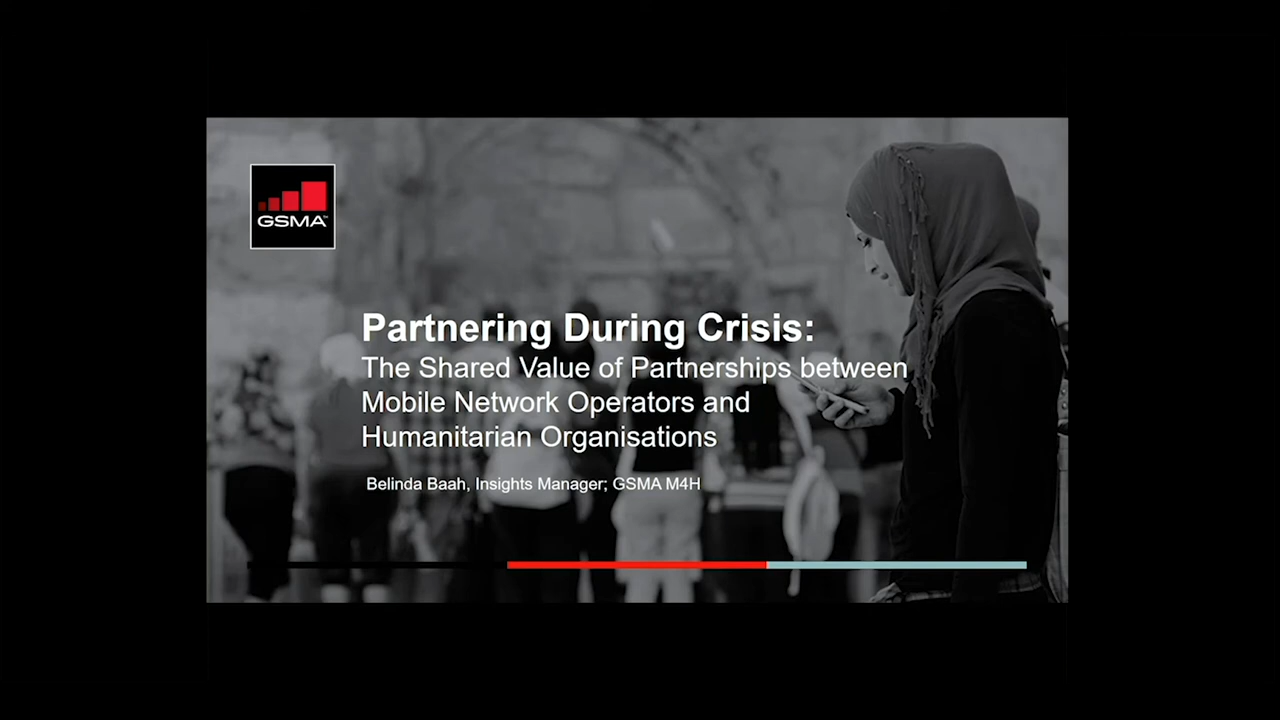 GSMA™
Partnering During Crisis:
The Shared Value of Partnerships between
Mobile Network Operators and
Humanitarian Organisations
Belinda Baah, Insights Manager; GSMA M4H